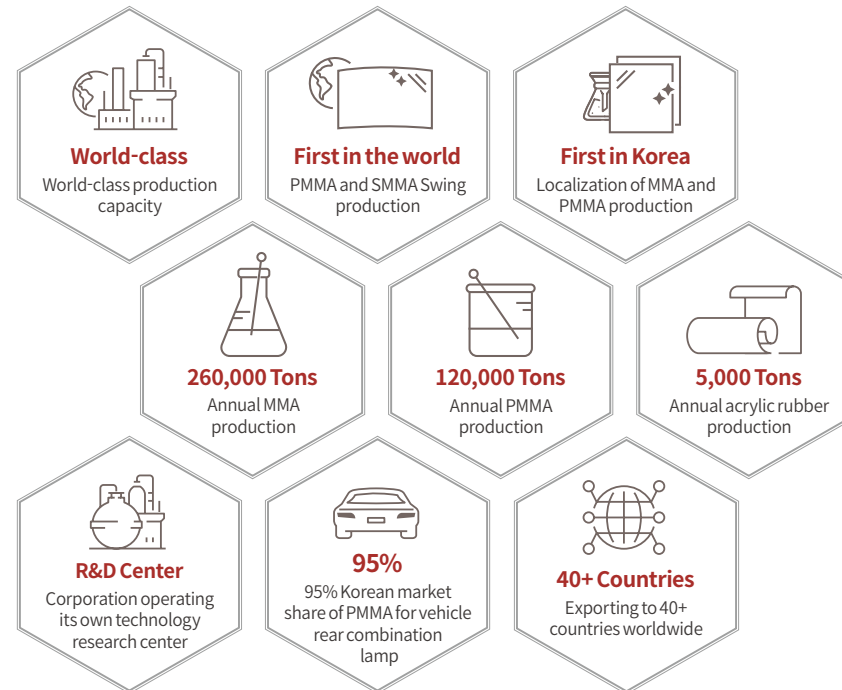 World-class
World-class production
capacity
First in the world
PMMA and SMMA Swing
production
First in Korea
Localization of MMA and
PMMA production
260,000 Tons
Annual MMA
production
120,000 Tons
Annual PMMA
production
5,000 Tons
Annual acrylic rubber
production
R&D Center
Corporation operating
its own technology
research center
95%
95% Korean market
share of PMMA for vehicle
rear combination
lamp
40+ Countries
Exporting to 40+
countries worldwide